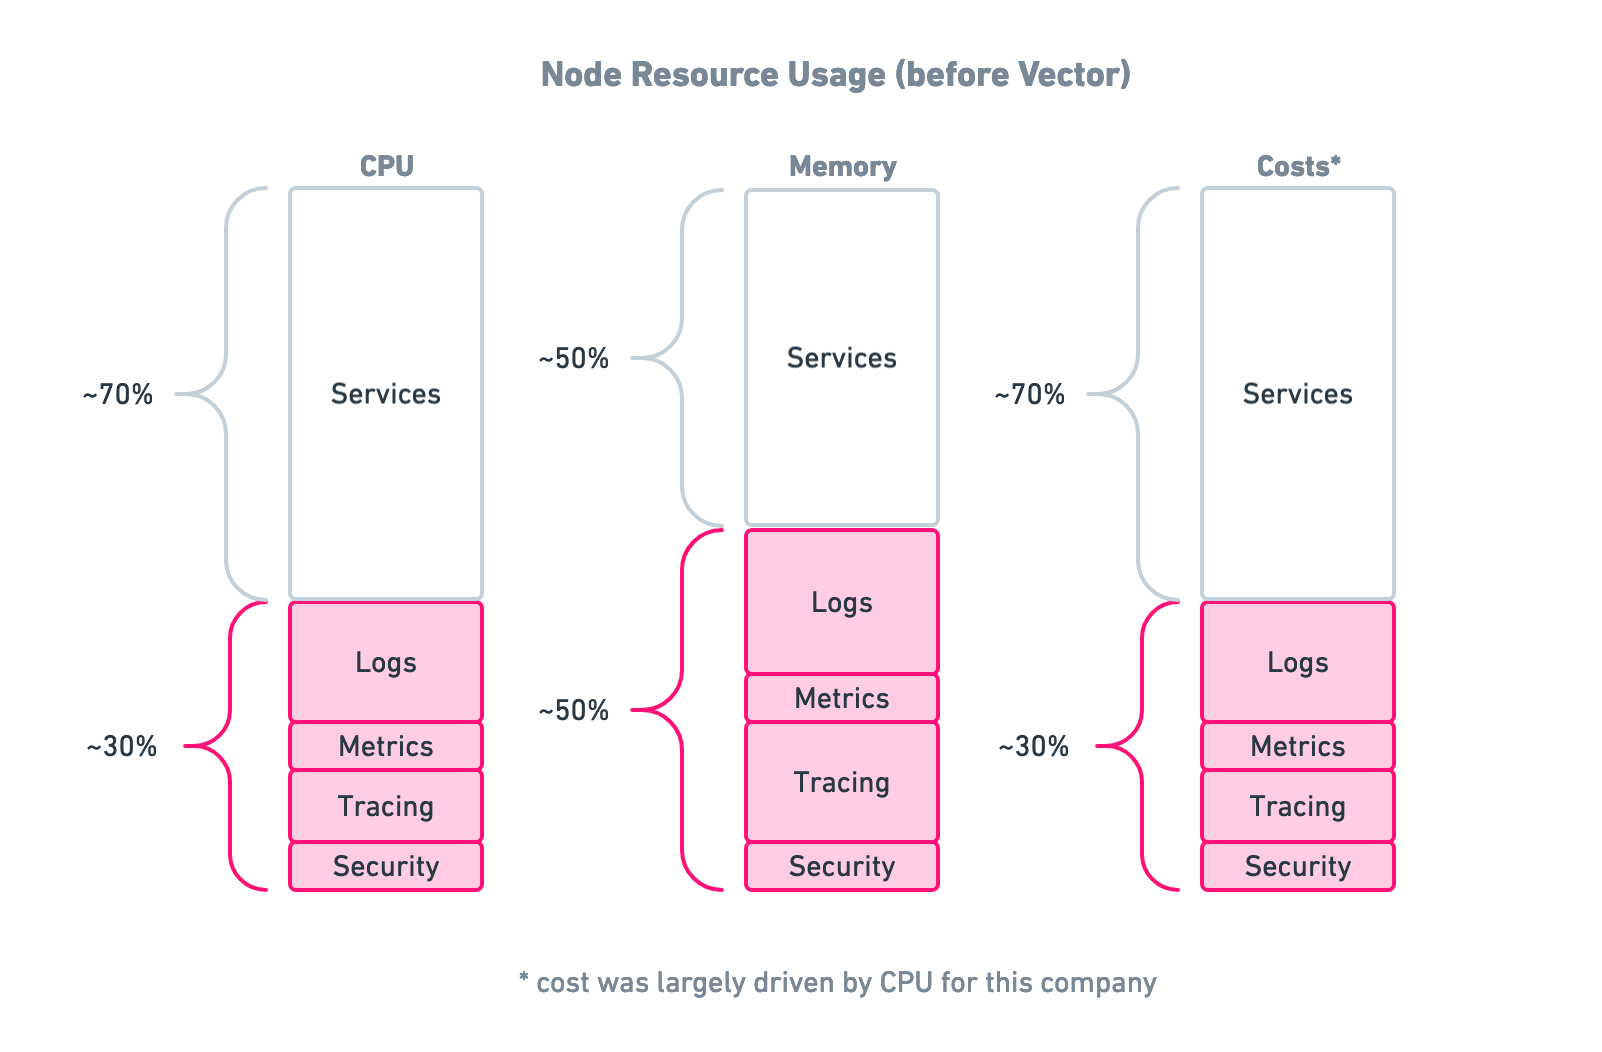 Node Resource Usage (before Vector)
CPU
~70%
Services
~30%
Logs
Metrics
Tracing
Security
Memory
~50%
Services
~50%
Logs
Metrics
Tracing
Security
Costs*
~70%
Services
~30%
Logs
Metrics
Tracing
Security
* cost was largely driven by CPU for this company